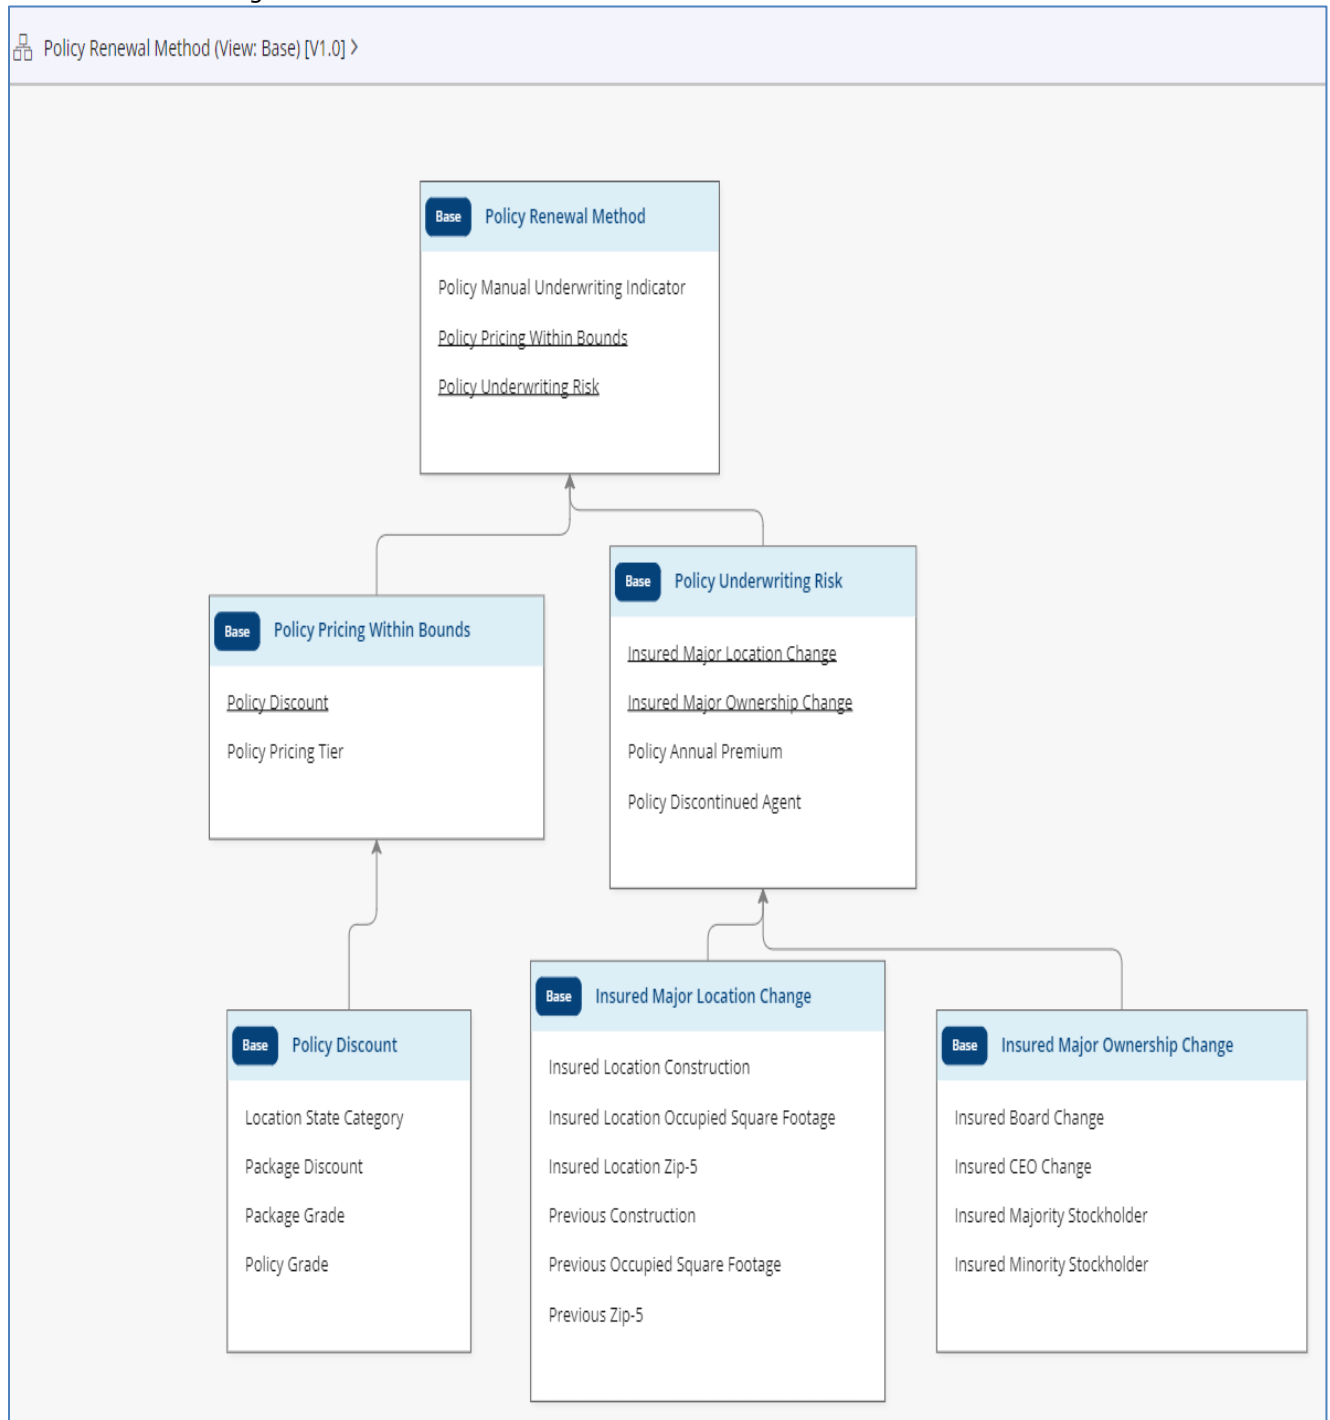 Policy Renewal Method (View: Base) [V1.0] >
Base Policy Renewal Method
Policy Manual Underwriting Indicator
Policy Pricing Within Bounds
Policy Underwriting Risk
Base Policy Pricing Within Bounds
Policy Discount
Policy Pricing Tier
Base Policy Underwriting Risk
Insured Major Location Change
Insured Major Ownership Change
Policy Annual Premium
Policy Discontinued Agent
Base Policy Discount
Location State Category
Package Discount
Package Grade
Policy Grade
Base Insured Major Location Change
Insured Location Construction
Insured Location Occupied Square Footage
Insured Location Zip-5
Previous Construction
Previous Occupied Square Footage
Previous Zip-5
Base Insured Major Ownership Change
Insured Board Change
Insured CEO Change
Insured Majority Stockholder
Insured Minority Stockholder